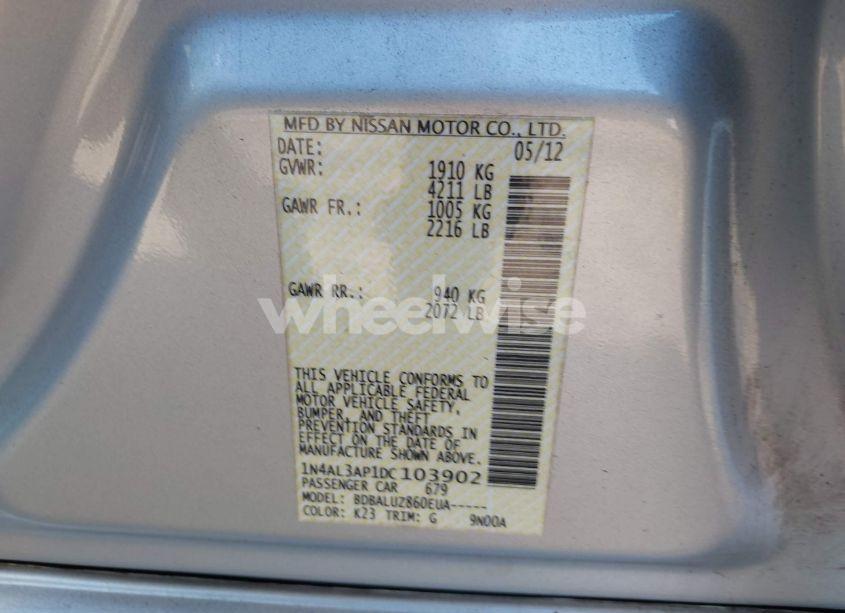 MFD BY NISSAN MOTOR CO., LTD.
DATE: 05/12
GVWR: 1910 KG
4211 LB
GAWR FR.: 1005 KG
2216 LB
GAWR RR.: 940 KG
2072 LB
wheelwise
THIS VEHICLE CONFORMS TO
ALL APPLICABLE FEDERAL
MOTOR VEHICLE SAFETY,
BUMPER, AND THEFT
PREVENTION STANDARDS IN
EFFECT ON THE DATE OF
MANUFACTURE SHOWN ABOVE.
1N4AL3AP1DC103902
PASSENGER CAR 679
MODEL: BDBALUZ860EUA-----
COLOR: K23 TRIM: G 9N00A